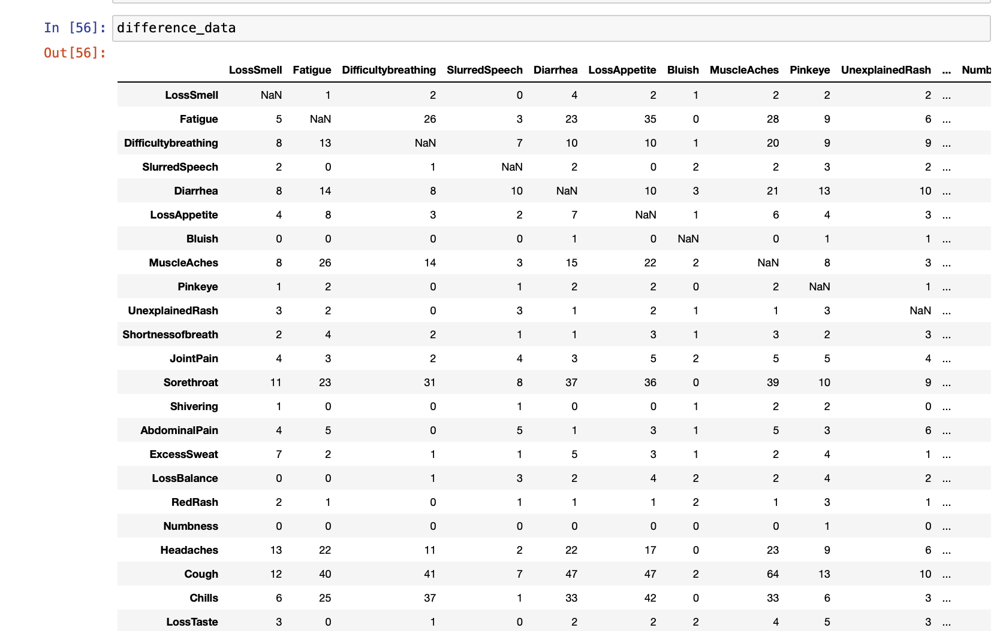 In [56]: difference_data
Out[56]:
LossSmell Fatigue Difficultybreathing SlurredSpeech Diarrhea LossAppetite Bluish MuscleAches Pinkeye UnexplainedRash ... Numb
LossSmell NaN 1 2 0 4 2 1 2 2 2 ...
Fatigue 5 NaN 26 3 23 35 0 28 9 6 ...
Difficultybreathing 8 13 NaN 7 10 10 1 20 9 9 ...
SlurredSpeech 2 0 1 NaN 2 0 2 2 3 2 ...
Diarrhea 8 14 8 10 NaN 10 3 21 13 10 ...
LossAppetite 4 8 3 2 7 NaN 1 6 4 3 ...
Bluish 0 0 0 0 1 0 NaN 0 1 1 ...
MuscleAches 8 26 14 3 15 22 2 NaN 8 3 ...
Pinkeye 1 2 0 1 2 2 0 2 NaN 1 ...
UnexplainedRash 3 2 0 3 1 2 1 1 3 NaN ...
Shortnessofbreath 2 4 2 1 1 3 1 3 2 3 ...
JointPain 4 3 2 4 3 5 2 5 5 4 ...
Sorethroat 11 23 31 8 37 36 0 39 10 9 ...
Shivering 1 0 0 1 0 0 1 2 2 0 ...
AbdominalPain 4 5 0 5 1 3 1 5 3 6 ...
ExcessSweat 7 2 1 1 5 3 1 2 4 1 ...
LossBalance 0 0 1 3 2 4 2 2 4 2 ...
RedRash 2 1 0 1 1 1 2 1 3 1 ...
Numbness 0 0 0 0 0 0 0 0 1 0 ...
Headaches 13 22 11 2 22 17 0 23 9 6 ...
Cough 12 40 41 7 47 47 2 64 13 10 ...
Chills 6 25 37 1 33 42 0 33 6 3 ...
LossTaste 3 0 1 0 2 2 2 4 5 3 ...